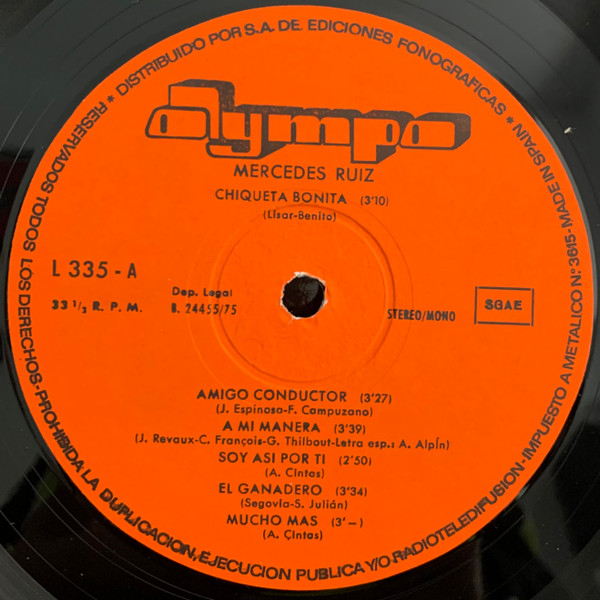 * DISTRIBUIDO POR S.A. DE EDICIONES FONOGRAFICAS *
Olympo
MERCEDES RUIZ
CHIQUETA BONITA (3'10)
(Lísar-Benito)
L 335 - A
33 1/3 R. P. M.
Dep. Legal
B. 24455/75
STEREO/MONO
SGAE
AMIGO CONDUCTOR (3'27)
(J. Espinosa-F. Campuzano)
A MI MANERA (3'39)
(J. Revaux-C. François-G. Thilbout-Letra esp.: A. Alpín)
SOY ASI POR TI (2'50)
(A. Cintas)
EL GANADERO (3'34)
(Segovia-S. Julián)
MUCHO MAS (3'-)
(A. Cintas)
RESERVADOS TODOS LOS DERECHOS-PROHIBIDA LA DUPLICACION, EJECUCION PUBLICA Y/O RADIOTELEDIFUSION-IMPUESTO A METALICO N.º 3615-MADE IN SPAIN